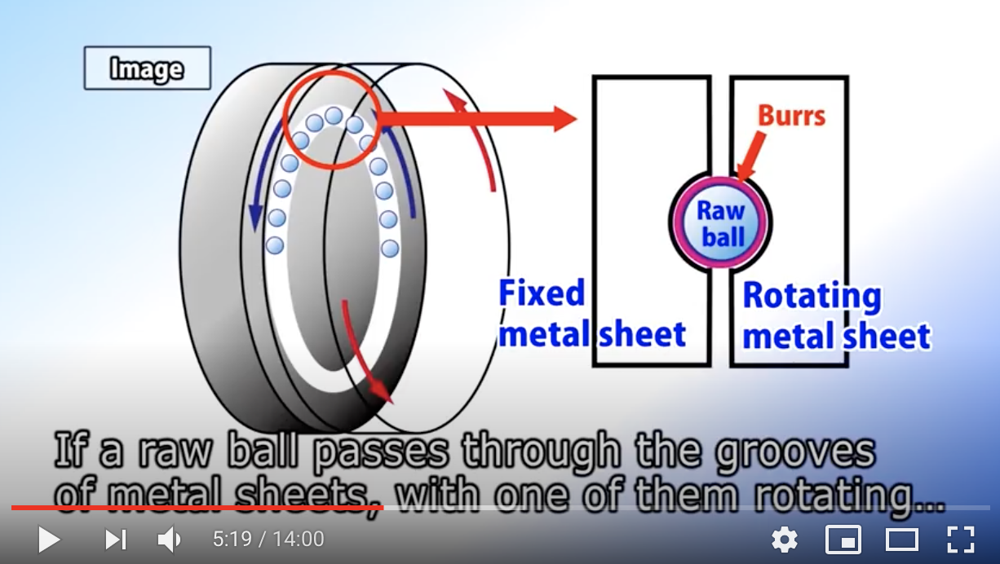 Image
Burrs
Raw
ball
Fixed
metal sheet
Rotating
metal sheet
If a raw ball passes through the grooves
of metal sheets, with one of them rotating...
5:19 / 14:00